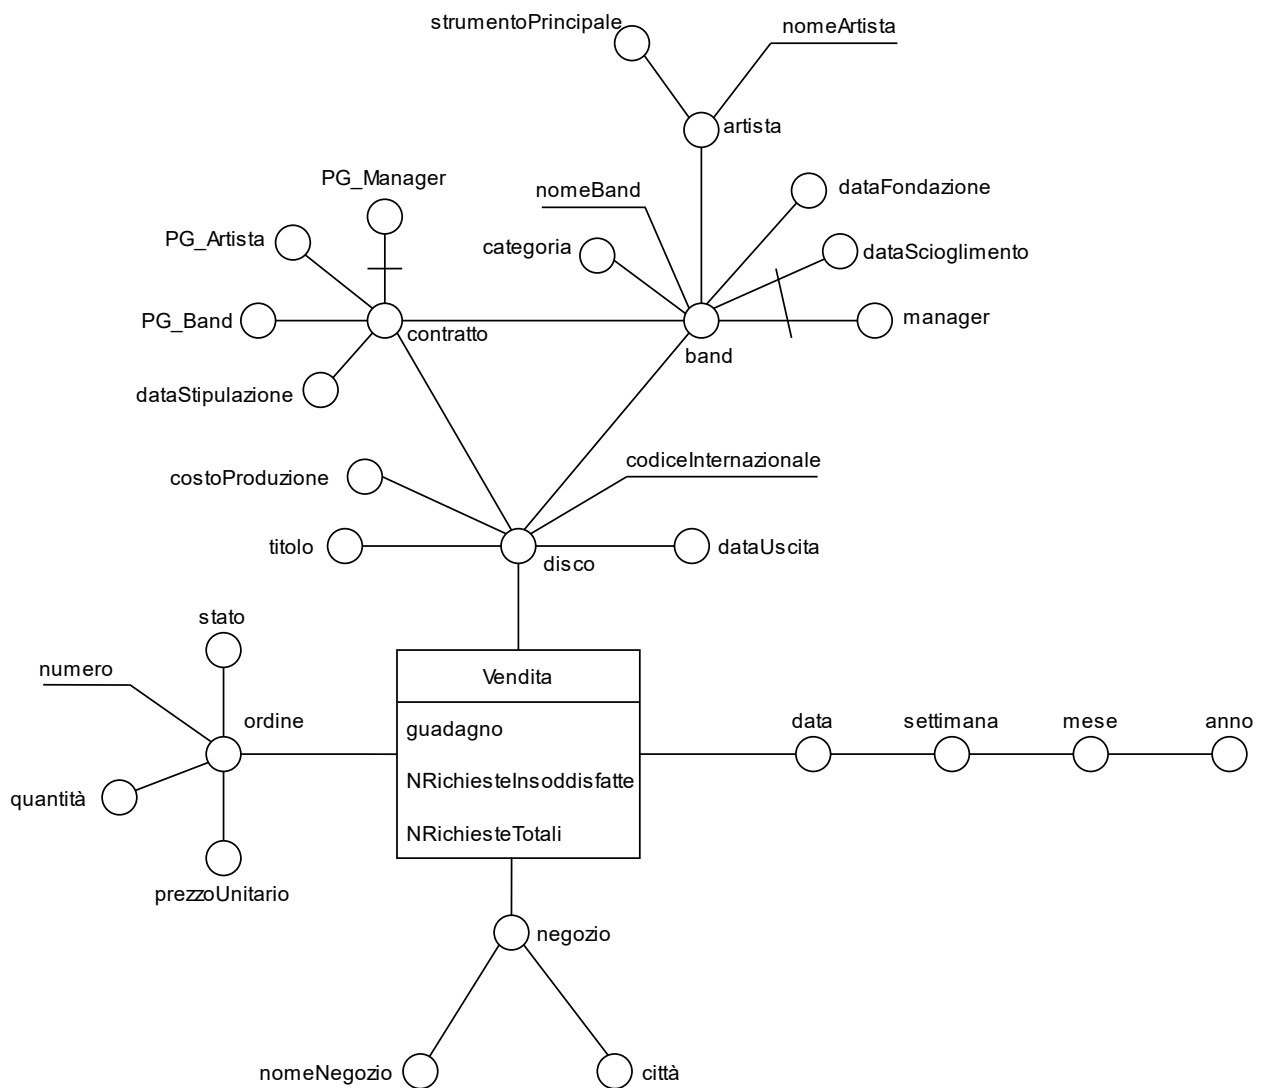 strumentoPrincipale
nomeArtista
artista
PG_Manager
nomeBand
dataFondazione
PG_Artista
categoria
dataScioglimento
PG_Band
contratto
manager
band
dataStipulazione
costoProduzione
codiceInternazionale
titolo
disco
dataUscita
stato
numero
Vendita
ordine
guadagno
data
settimana
mese
anno
NRichiesteInsoddisfatte
quantità
NRichiesteTotali
prezzoUnitario
negozio
nomeNegozio
città